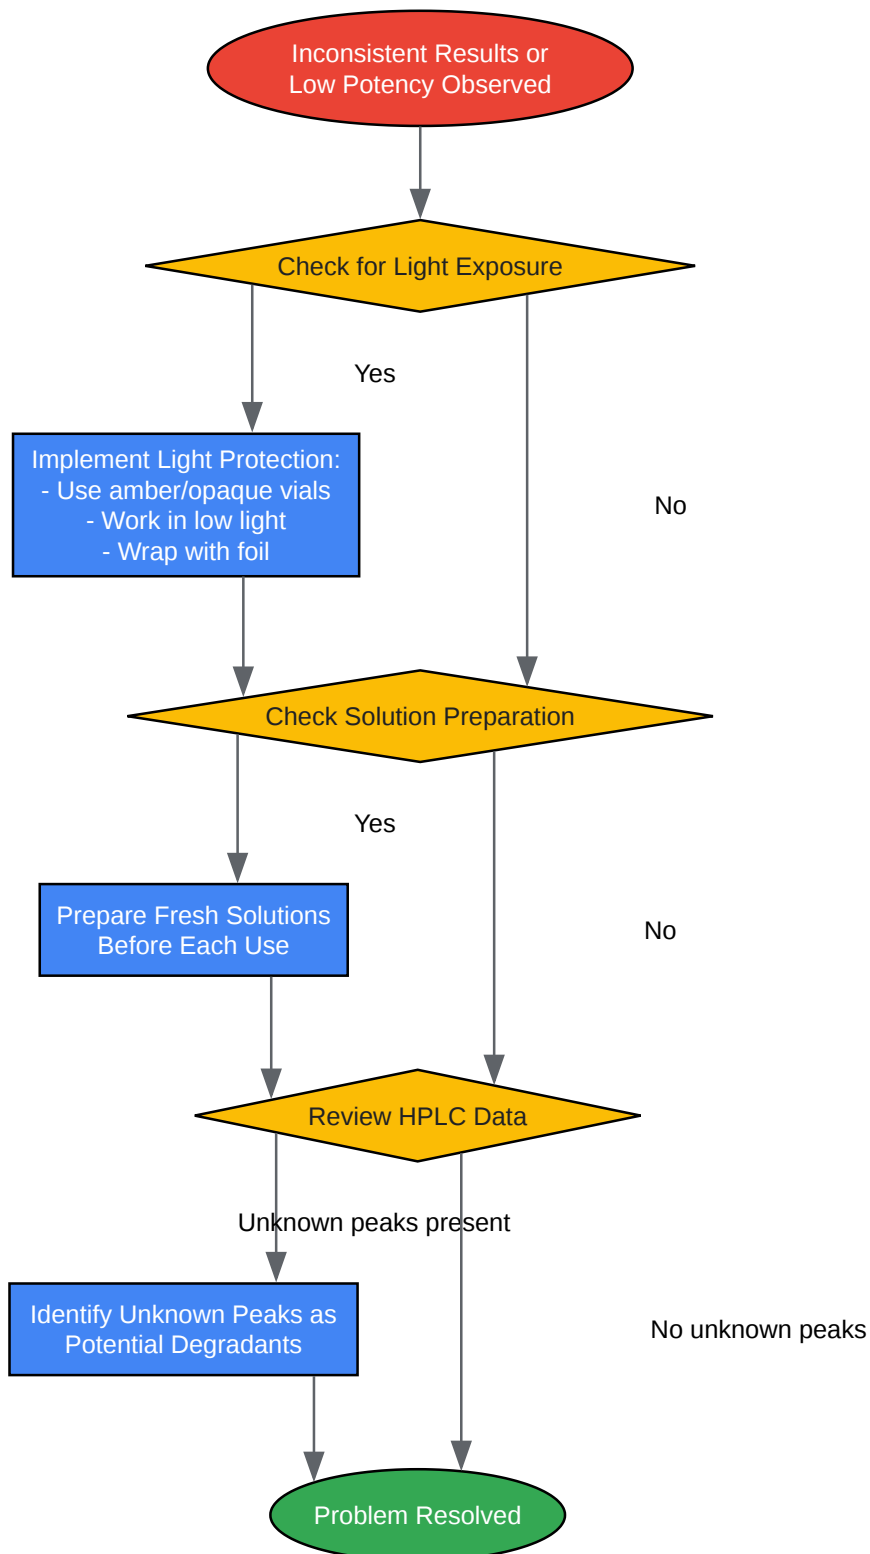 Inconsistent Results or
Low Potency Observed
Check for Light Exposure
Yes
Implement Light Protection:
- Use amber/opaque vials
- Work in low light
- Wrap with foil
No
Check Solution Preparation
Yes
Prepare Fresh Solutions
Before Each Use
No
Review HPLC Data
Unknown peaks present
Identify Unknown Peaks as
Potential Degradants
No unknown peaks
Problem Resolved